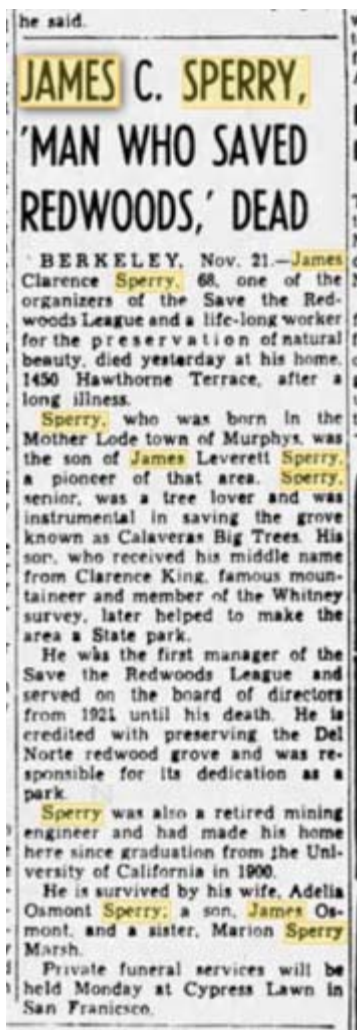 he said.
JAMES C. SPERRY,
'MAN WHO SAVED
REDWOODS,' DEAD
BERKELEY, Nov. 21.—James
Clarence Sperry, 68, one of the
organizers of the Save the Red-
woods League and a life-long worker
for the preservation of natural
beauty, died yesterday at his home,
1450 Hawthorne Terrace, after a
long illness.
Sperry, who was born in the
Mother Lode town of Murphys, was
the son of James Leverett Sperry,
a pioneer of that area. Sperry,
senior, was a tree lover and was
instrumental in saving the grove
known as Calaveras Big Trees. His
son, who received his middle name
from Clarence King, famous moun-
taineer and member of the Whitney
survey, later helped to make the
area a State park.
He was the first manager of the
Save the Redwoods League and
served on the board of directors
from 1921 until his death. He is
credited with preserving the Del
Norte redwood grove and was re-
sponsible for its dedication as a
park.
Sperry was also a retired mining
engineer and had made his home
here since graduation from the Uni-
versity of California in 1900.
He is survived by his wife, Adelia
Osmont Sperry; a son, James Os-
mont, and a sister, Marion Sperry
Marsh.
Private funeral services will be
held Monday at Cypress Lawn in
San Franicsco.